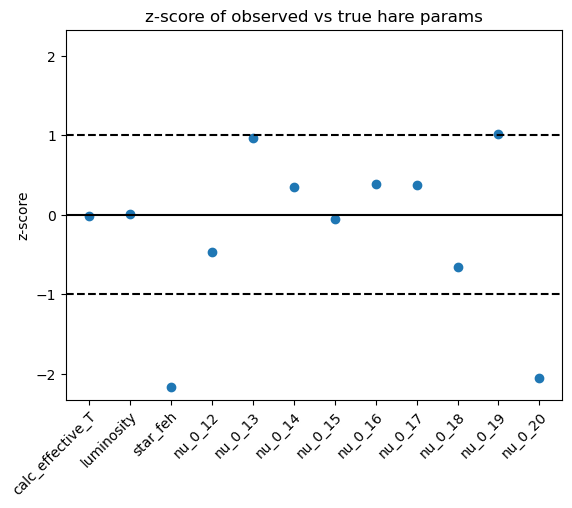 z-score of observed vs true hare params
z-score
2
1
0
−1
−2
calc_effective_T
luminosity
star_feh
nu_0_12
nu_0_13
nu_0_14
nu_0_15
nu_0_16
nu_0_17
nu_0_18
nu_0_19
nu_0_20